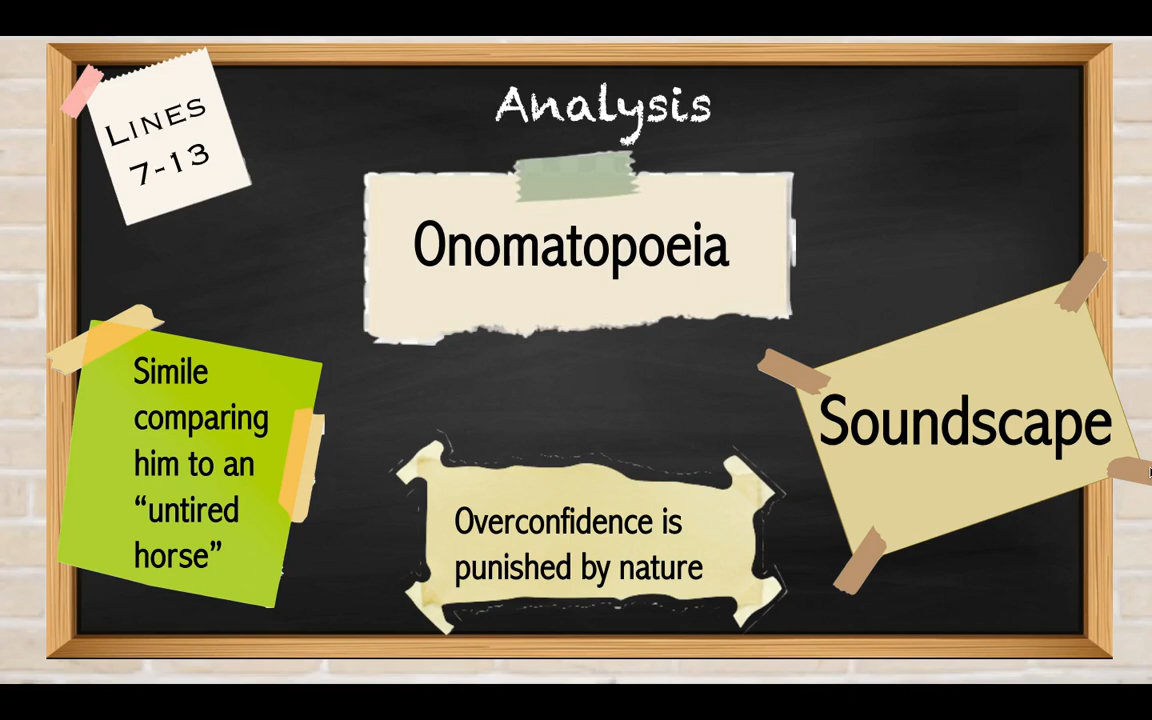 Lines
7-13
Analysis
Onomatopoeia
Simile
comparing
him to an
“untired
horse”
Overconfidence is
punished by nature
Soundscape